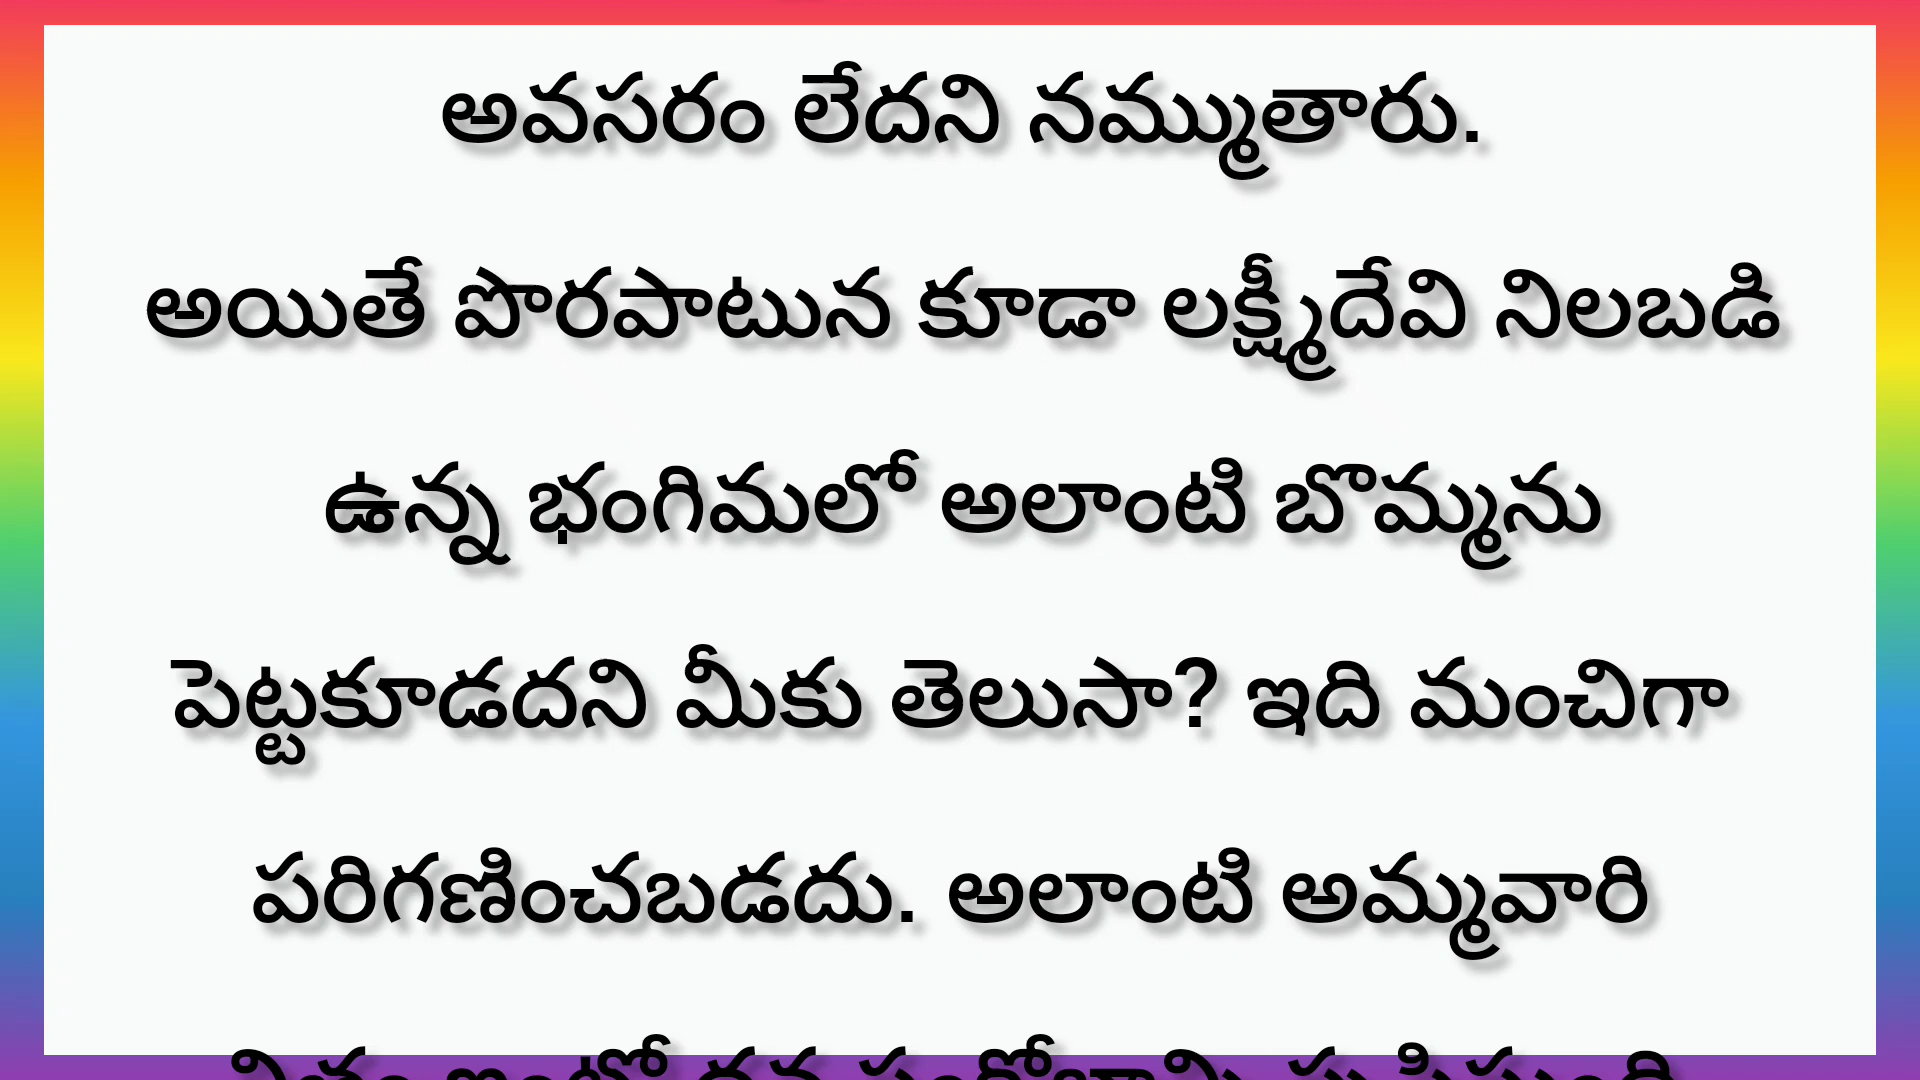 అవసరం లేదని నమ్ముతారు.
అయితే పొరపాటున కూడా లక్ష్మీదేవి నిలబడి
ఉన్న భంగిమలో అలాంటి బొమ్మను
పెట్టకూడదని మీకు తెలుసా? ఇది మంచిగా
పరిగణించబడదు. అలాంటి అమ్మవారి